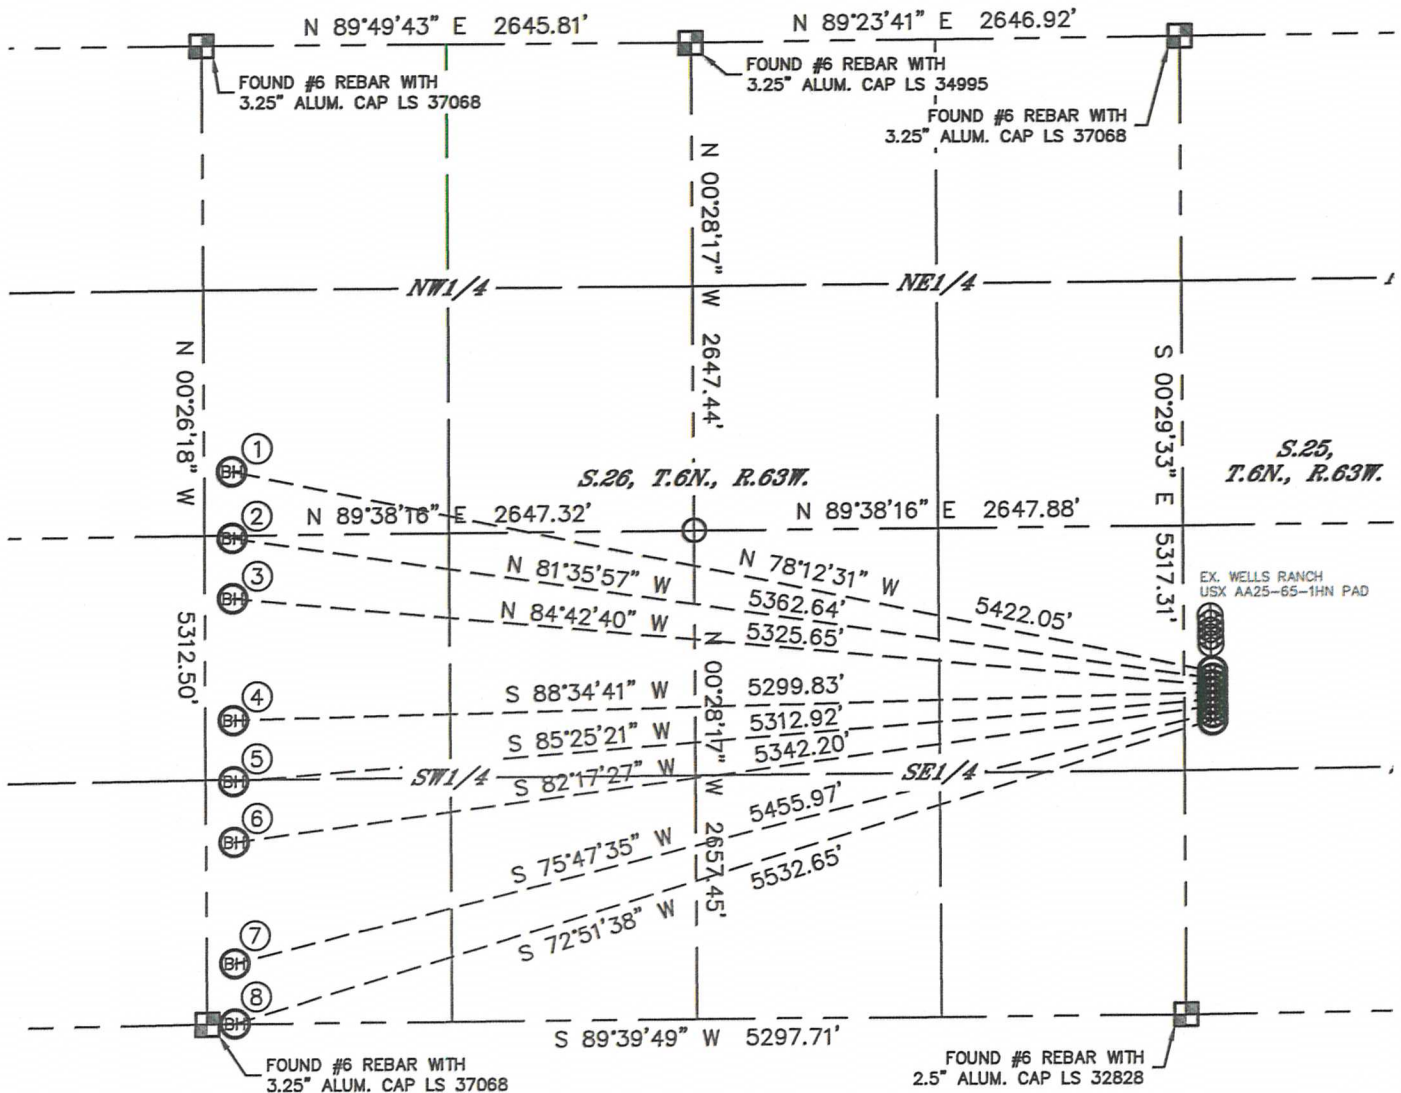 N 89°49'43" E 2645.81'
N 89°23'41" E 2646.92'
FOUND #6 REBAR WITH
3.25" ALUM. CAP LS 37068
FOUND #6 REBAR WITH
3.25" ALUM. CAP LS 34995
FOUND #6 REBAR WITH
3.25" ALUM. CAP LS 37068
N 00°28'17" W 2647.44'
NW1/4
NE1/4
N 00°26'18" W 5312.50'
S 00°29'33" E 5317.31'
S.25,
T.6N., R.63W.
S.26, T.6N., R.63W.
BH 1
BH 2
N 89°38'16" E 2647.32'
N 89°38'16" E 2647.88'
N 78°12'31" W 5422.05'
N 81°35'57" W 5362.64'
BH 3
N 84°42'40" W 5325.65'
EX. WELLS RANCH
USX AA25-65-1HN PAD
N 00°28'17" W 2657.45'
BH 4
S 88°34'41" W 5299.83'
S 85°25'21" W 5312.92'
BH 5
SW1/4
SE1/4
S 82°17'27" W 5342.20'
BH 6
S 75°47'35" W 5455.97'
S 72°51'38" W 5532.65'
BH 7
BH 8
S 89°39'49" W 5297.71'
FOUND #6 REBAR WITH
3.25" ALUM. CAP LS 37068
FOUND #6 REBAR WITH
2.5" ALUM. CAP LS 32828